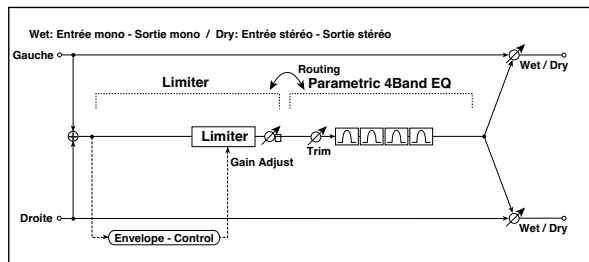 Wet: Entrée mono - Sortie mono / Dry: Entrée stéréo - Sortie stéréo
Gauche
Wet / Dry
Routing
Limiter
Parametric 4Band EQ
Limiter
Gain Adjust
Trim
Droite
Wet / Dry
Envelope - Control